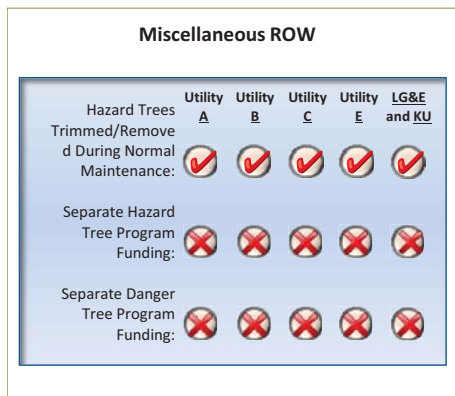 Miscellaneous ROW
Utility Utility Utility Utility LG&E
A B C E and KU
Hazard Trees
Trimmed/Remove
d During Normal
Maintenance:
Separate Hazard
Tree Program
Funding:
Separate Danger
Tree Program
Funding: